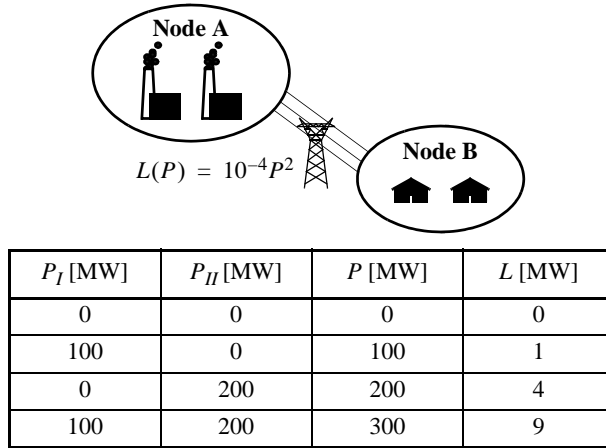 Node A
Node B
L(P) = 10⁻⁴P²
P_I [MW] P_II [MW] P [MW] L [MW]
0 0 0 0
100 0 100 1
0 200 200 4
100 200 300 9